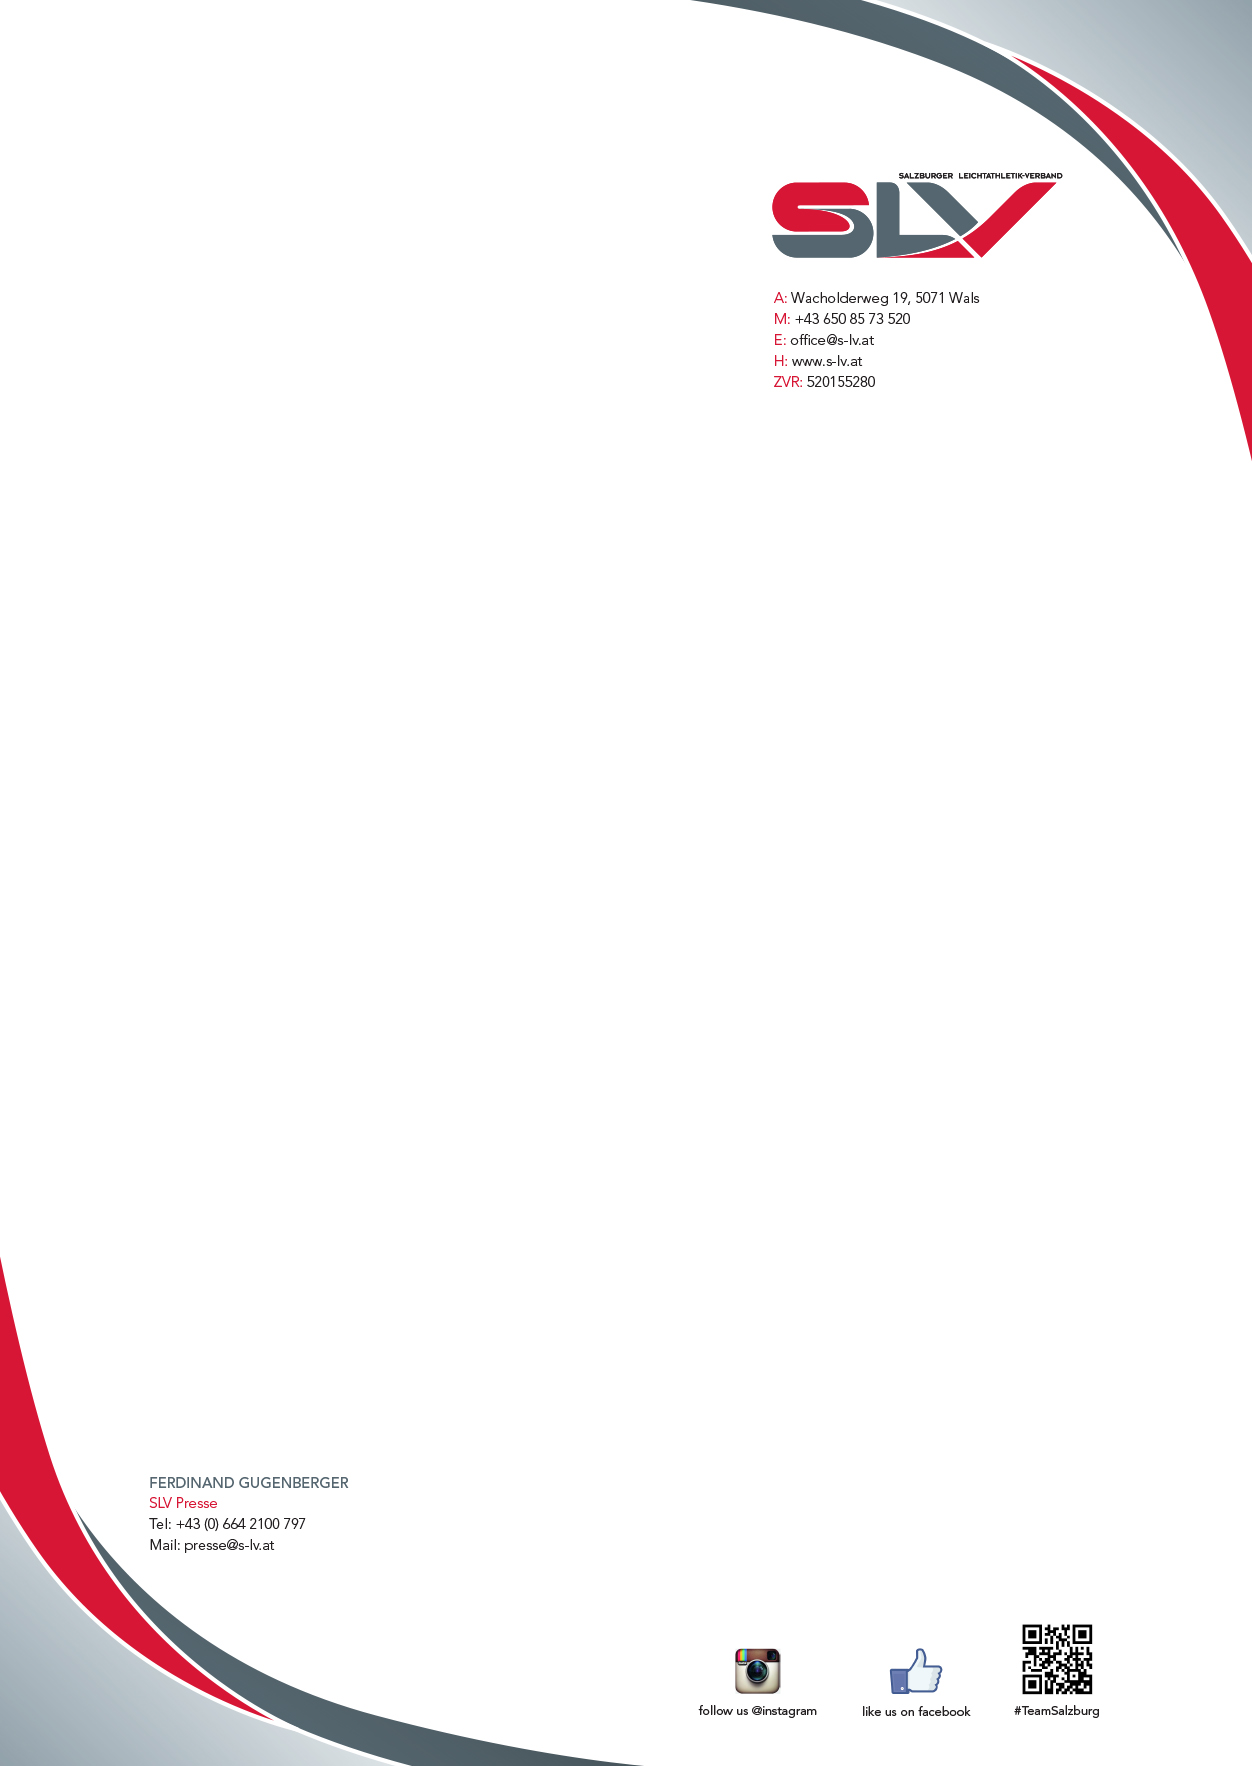 SALZBURGER LEICHTATHLETIK-VERBAND
SLV
A: Wacholderweg 19, 5071 Wals
M: +43 650 85 73 520
E: office@s-lv.at
H: www.s-lv.at
ZVR: 520155280
FERDINAND GUGENBERGER
SLV Presse
Tel: +43 (0) 664 2100 797
Mail: presse@s-lv.at
follow us @instagram
like us on facebook
#TeamSalzburg